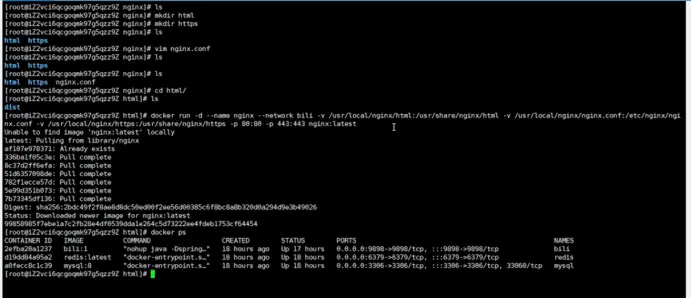 [root@iZ2vci6qcgoqmk97g5qzz9Z nginx]# ls
[root@iZ2vci6qcgoqmk97g5qzz9Z nginx]# mkdir html
[root@iZ2vci6qcgoqmk97g5qzz9Z nginx]# mkdir https
[root@iZ2vci6qcgoqmk97g5qzz9Z nginx]# ls
html  https
[root@iZ2vci6qcgoqmk97g5qzz9Z nginx]# vim nginx.conf
[root@iZ2vci6qcgoqmk97g5qzz9Z nginx]# ls
html  https
[root@iZ2vci6qcgoqmk97g5qzz9Z nginx]# ls
html  https  nginx.conf
[root@iZ2vci6qcgoqmk97g5qzz9Z nginx]# cd html/
[root@iZ2vci6qcgoqmk97g5qzz9Z html]# ls
dist
[root@iZ2vci6qcgoqmk97g5qzz9Z html]# docker run -d --name nginx --network bili -v /usr/local/nginx/html:/usr/share/nginx/html -v /usr/local/nginx/nginx.conf:/etc/nginx/ngi
nx.conf -v /usr/local/nginx/https:/usr/share/nginx/https -p 80:80 -p 443:443 nginx:latest
Unable to find image 'nginx:latest' locally
latest: Pulling from library/nginx
af107e978371: Already exists
336ba1f05c3e: Pull complete
8c37d2ff6efa: Pull complete
51d6357098de: Pull complete
782f1ecce57d: Pull complete
5e99d351b073: Pull complete
7b73345df136: Pull complete
Digest: sha256:2bdc49f2f8ae8d8dc50ed00f2ee56d00385c6f8bc8a8b320d0a294d9e3b49026
Status: Downloaded newer image for nginx:latest
99858985f7ebe1a7c2fb28e4df0539dda1e264c5d73222ee4fdeb1753cf64454
[root@iZ2vci6qcgoqmk97g5qzz9Z html]# docker ps
CONTAINER ID  IMAGE  COMMAND  CREATED  STATUS  PORTS  NAMES
2efba20a1237  bili:1  "nohup java -Dspring…"  18 hours ago  Up 17 hours  0.0.0.0:9898->9898/tcp, :::9898->9898/tcp  bili
d19dd04a95a2  redis:latest  "docker-entrypoint.s…"  18 hours ago  Up 18 hours  0.0.0.0:6379->6379/tcp, :::6379->6379/tcp  redis
a0fecc8c1c39  mysql:8  "docker-entrypoint.s…"  18 hours ago  Up 18 hours  0.0.0.0:3306->3306/tcp, :::3306->3306/tcp, 33060/tcp  mysql
[root@iZ2vci6qcgoqmk97g5qzz9Z html]#